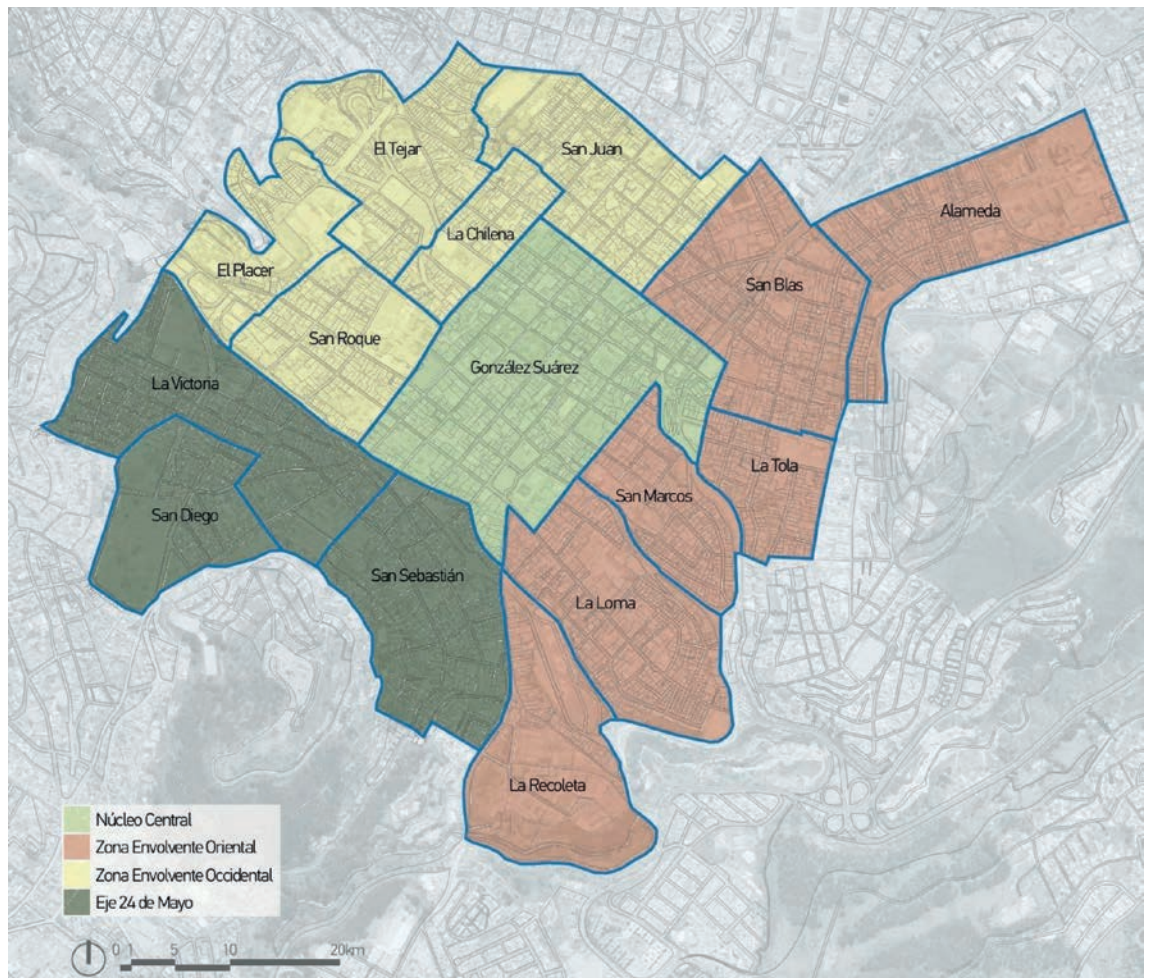 El Tejar
San Juan
Alameda
La Chilena
El Placer
San Blas
San Roque
González Suárez
La Victoria
La Tola
San Marcos
San Diego
San Sebastián
La Loma
La Recoleta
Núcleo Central
Zona Envolvente Oriental
Zona Envolvente Occidental
Eje 24 de Mayo
0 1 5 10 20km